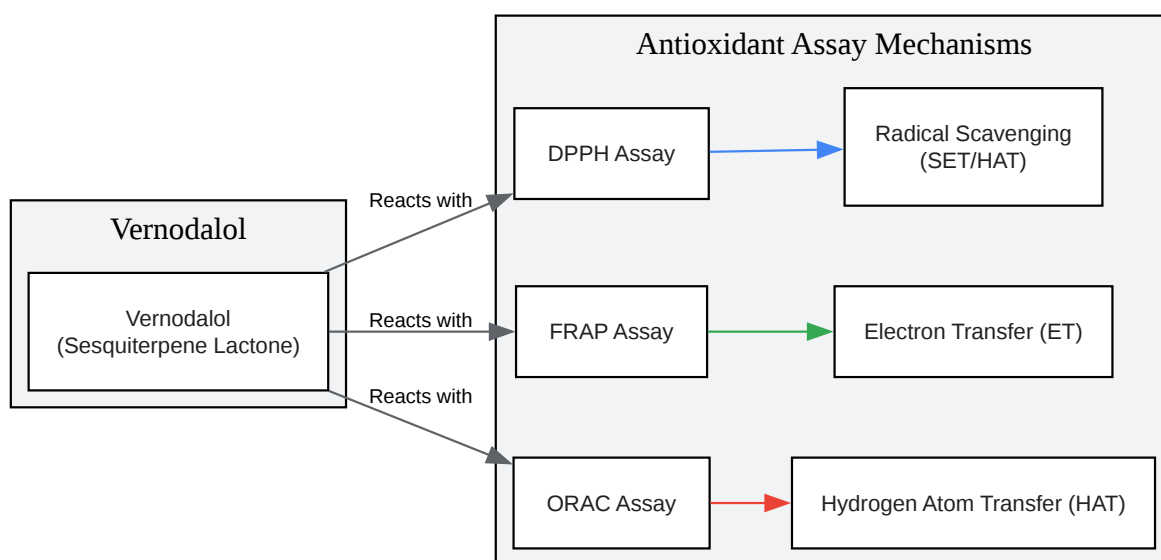 Antioxidant Assay Mechanisms
DPPH Assay
Radical Scavenging
(SET/HAT)
Reacts with
Vernodalol
Vernodalol
(Sesquiterpene Lactone)
Reacts with
FRAP Assay
Electron Transfer (ET)
Reacts with
ORAC Assay
Hydrogen Atom Transfer (HAT)